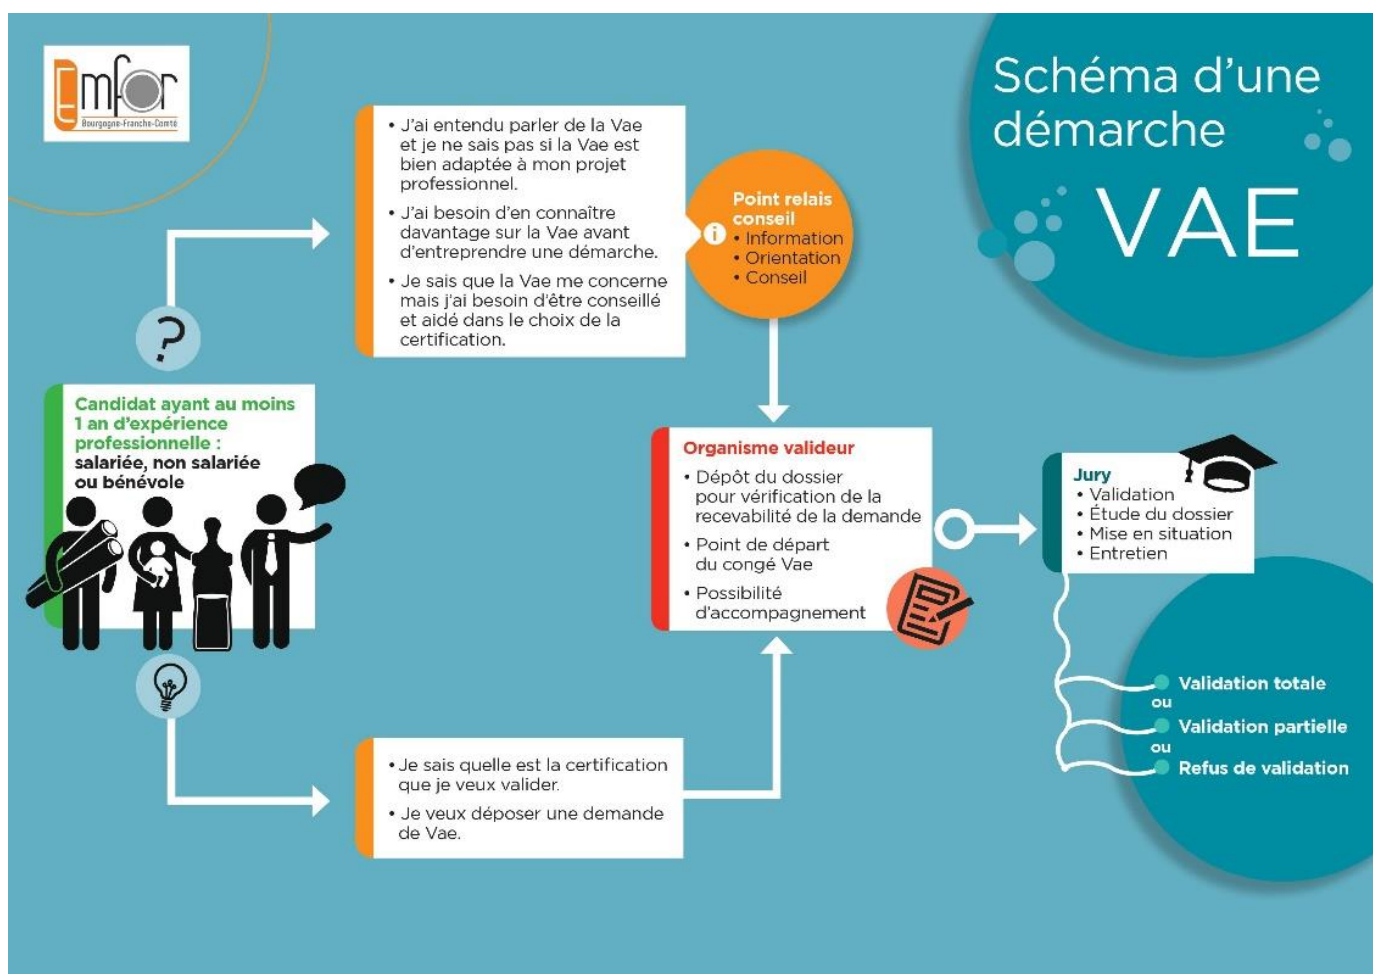 Emfor
Bourgogne-Franche-Comté
Schéma d’une
démarche
VAE
• J’ai entendu parler de la Vae
et je ne sais pas si la Vae est
bien adaptée à mon projet
professionnel.
• J’ai besoin d’en connaître
davantage sur la Vae avant
d’entreprendre une démarche.
• Je sais que la Vae me concerne
mais j’ai besoin d’être conseillé
et aidé dans le choix de la
certification.
i
Point relais
conseil
• Information
• Orientation
• Conseil
?
Candidat ayant au moins
1 an d’expérience
professionnelle :
salariée, non salariée
ou bénévole
Organisme valideur
• Dépôt du dossier
pour vérification de la
recevabilité de la demande
• Point de départ
du congé Vae
• Possibilité
d’accompagnement
Jury
• Validation
• Étude du dossier
• Mise en situation
• Entretien
Validation totale
ou
Validation partielle
ou
Refus de validation
• Je sais quelle est la certification
que je veux valider.
• Je veux déposer une demande
de Vae.